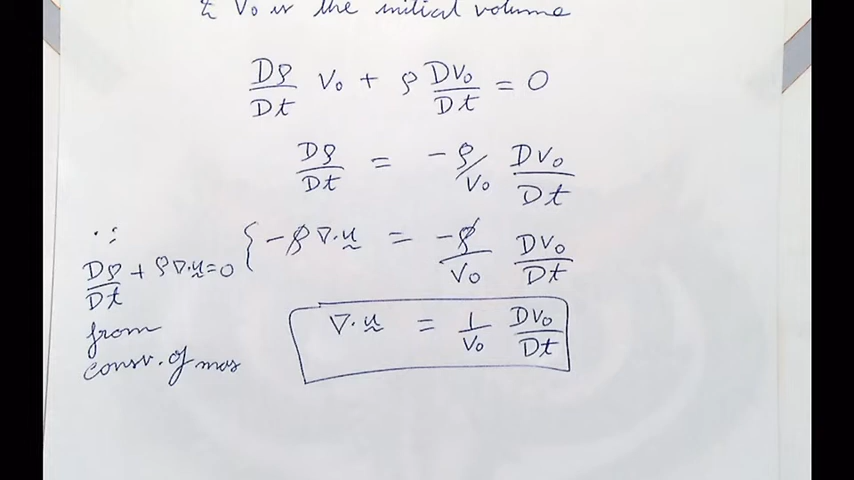 & V₀ is the initial volume
Dρ/Dt V₀ + ρ DV₀/Dt = 0
Dρ/Dt = -ρ/V₀ DV₀/Dt
∵ Dρ/Dt + ρ∇·ṵ = 0 { -ρ∇·ṵ = -ρ/V₀ DV₀/Dt
from
consv. of mas
∇·ṵ = 1/V₀ DV₀/Dt